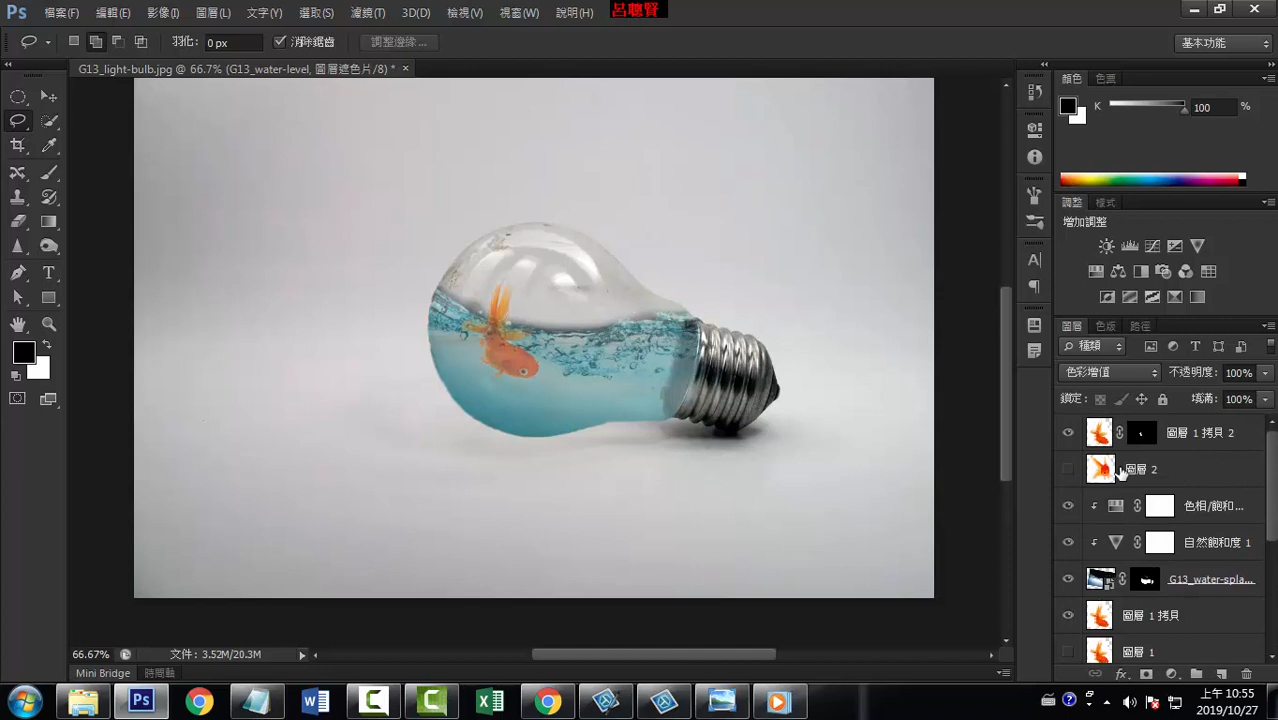 Ps 檔案(F) 編輯(E) 影像(I) 圖層(L) 文字(Y) 選取(S) 濾鏡(T) 3D(D) 檢視(V) 視窗(W) 說明(H) 呂聰賢
羽化: 0 px 消除鋸齒 調整邊緣... 基本功能
G13_light-bulb.jpg @ 66.7% (G13_water-level, 圖層遮色片/8) * ×
顏色 色票
K 100 %
調整 樣式
增加調整
圖層 色版 路徑
種類
色彩增值 不透明度: 100%
鎖定: 填滿: 100%
圖層 1 拷貝 2
圖層 2
色相/飽和...
自然飽和度 1
G13_water-spla...
圖層 1 拷貝
圖層 1
66.67% 文件: 3.52M/20.3M
Mini Bridge 時間軸
Ps
上午 10:55
2019/10/27